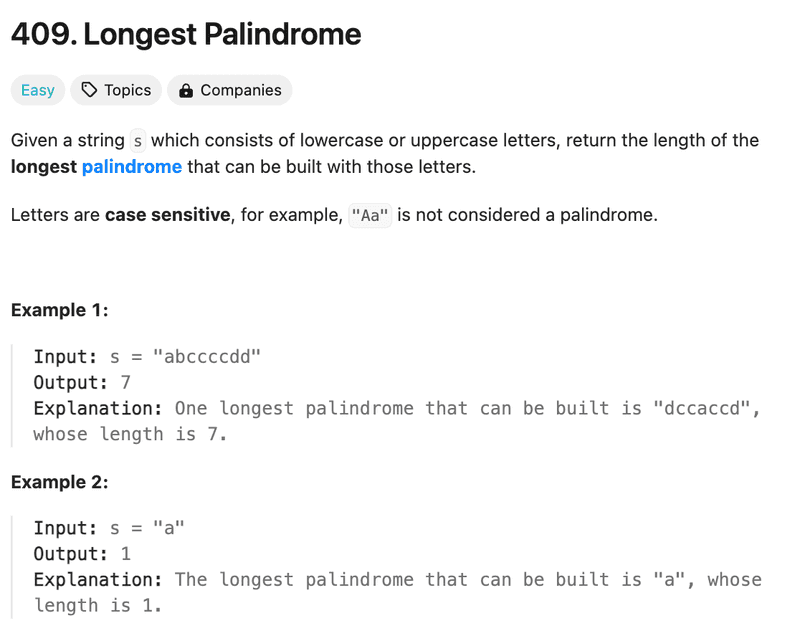 409. Longest Palindrome
Easy Topics Companies
Given a string s which consists of lowercase or uppercase letters, return the length of the
longest palindrome that can be built with those letters.
Letters are case sensitive, for example, "Aa" is not considered a palindrome.
Example 1:
Input: s = "abccccdd"
Output: 7
Explanation: One longest palindrome that can be built is "dccaccd",
whose length is 7.
Example 2:
Input: s = "a"
Output: 1
Explanation: The longest palindrome that can be built is "a", whose
length is 1.